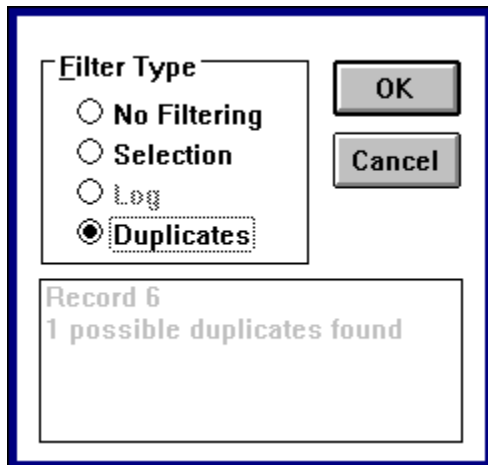 Filter Type
No Filtering
Selection
Log
Duplicates
OK
Cancel
Record 6
1 possible duplicates found